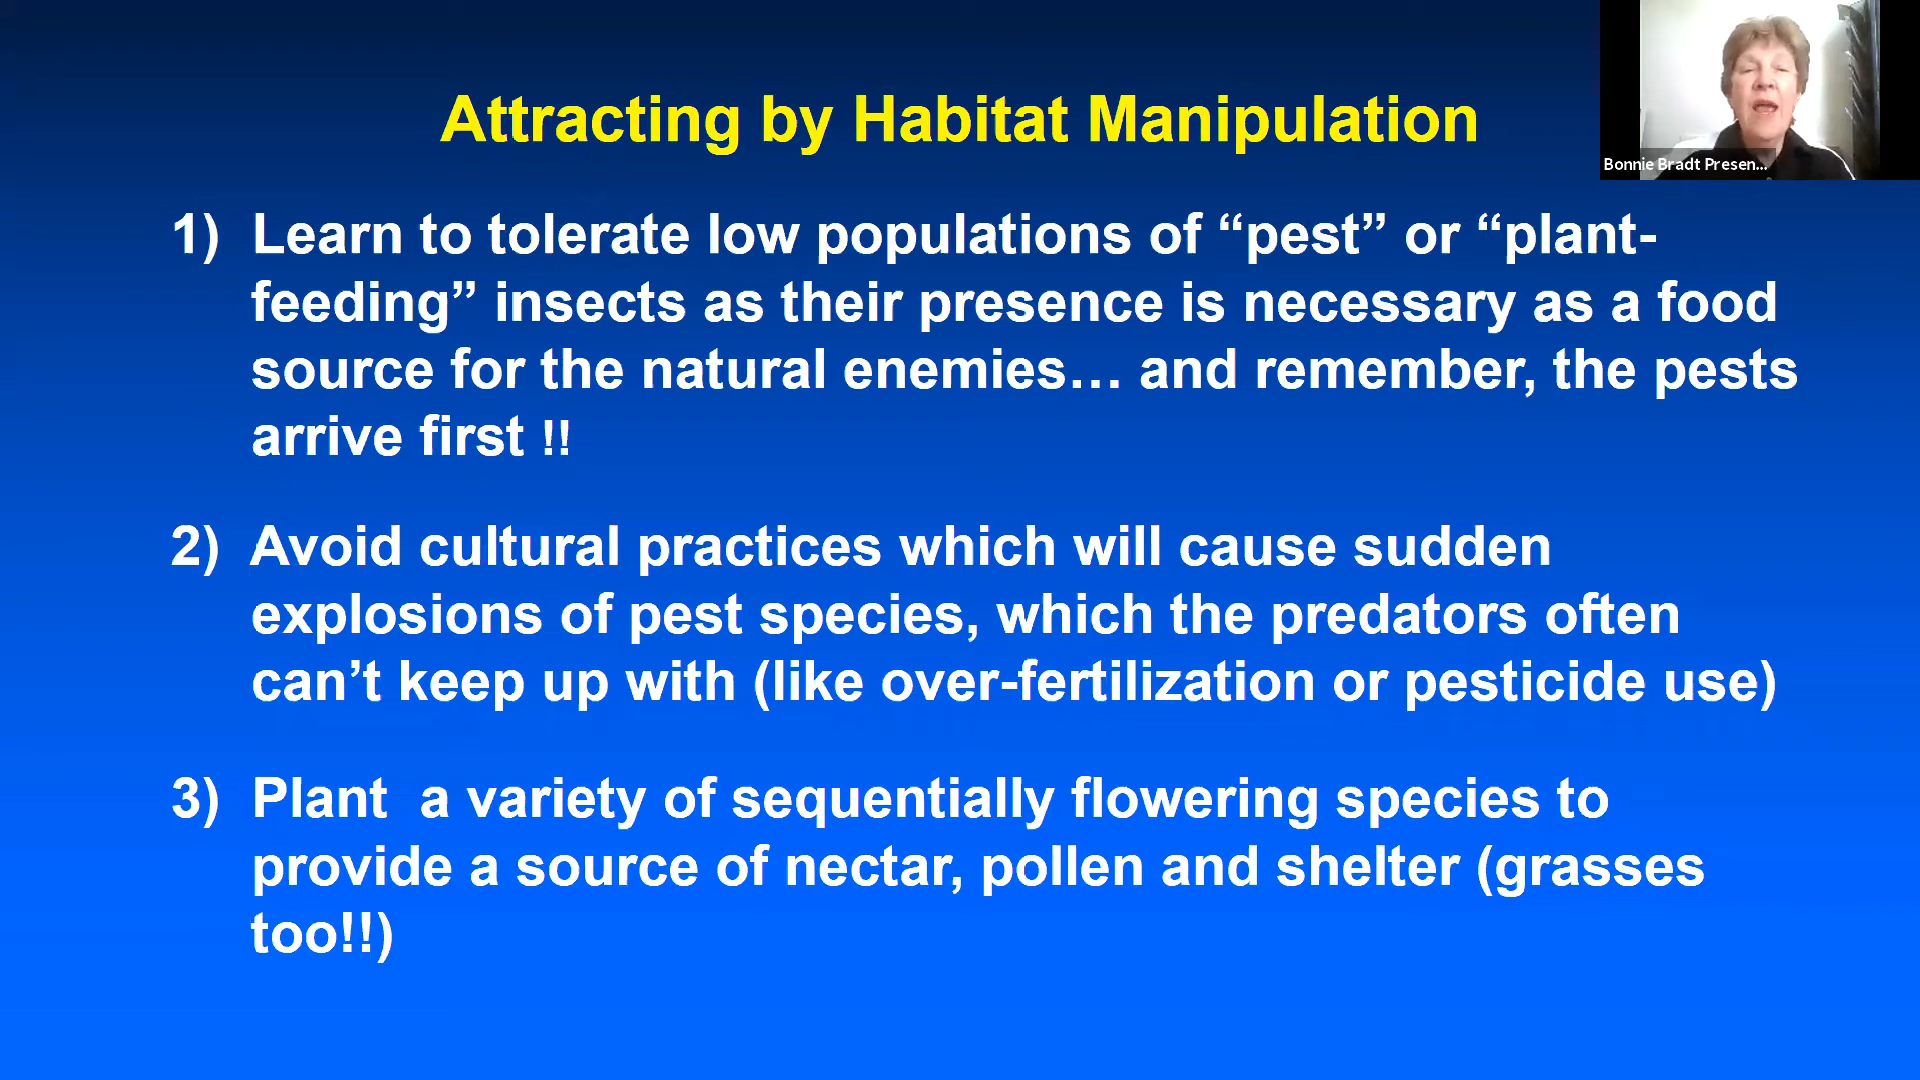 Attracting by Habitat Manipulation
Bonnie Bradt Presen...
1) Learn to tolerate low populations of “pest” or “plant-
feeding” insects as their presence is necessary as a food
source for the natural enemies… and remember, the pests
arrive first !!
2) Avoid cultural practices which will cause sudden
explosions of pest species, which the predators often
can’t keep up with (like over-fertilization or pesticide use)
3) Plant  a variety of sequentially flowering species to
provide a source of nectar, pollen and shelter (grasses
too!!)